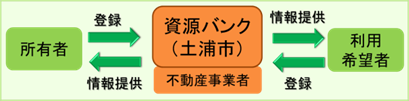 登録
情報提供
所有者
情報提供
資源バンク
（土浦市）
不動産事業者
登録
利用
希望者